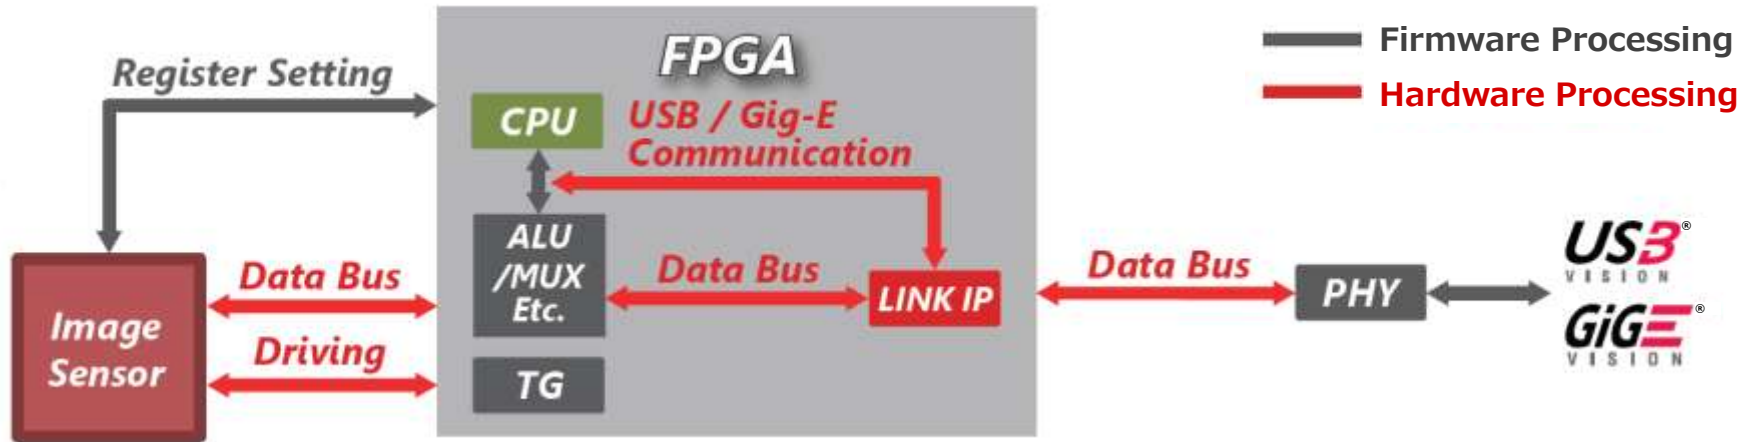 FPGA
Firmware Processing
Hardware Processing
Register Setting
CPU
USB / Gig-E
Communication
ALU
/MUX
Etc.
Data Bus
LINK IP
Data Bus
Driving
Image
Sensor
TG
Data Bus
PHY
USB®
VISION
GiGE®
VISION